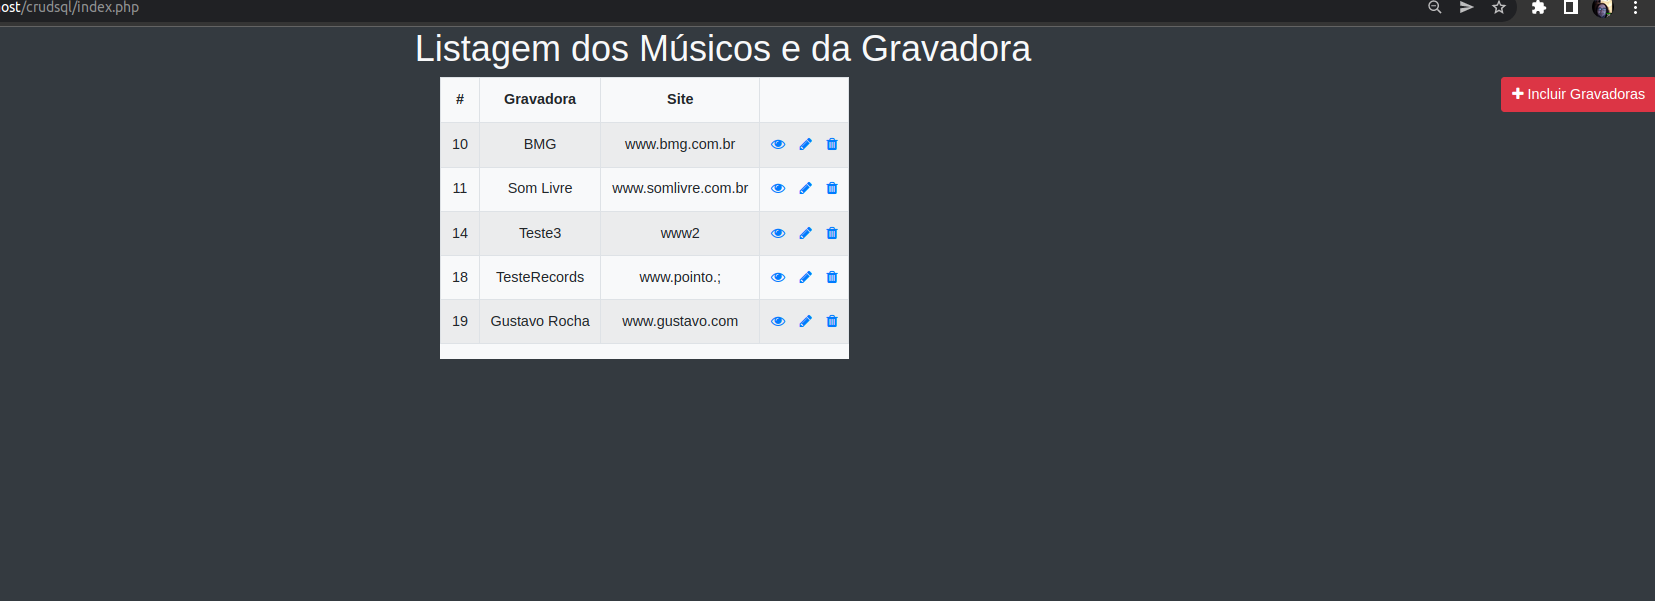 ost/crudsql/index.php
Listagem dos Músicos e da Gravadora
Incluir Gravadoras
# Gravadora Site
10 BMG www.bmg.com.br
11 Som Livre www.somlivre.com.br
14 Teste3 www2
18 TesteRecords www.pointo.;
19 Gustavo Rocha www.gustavo.com